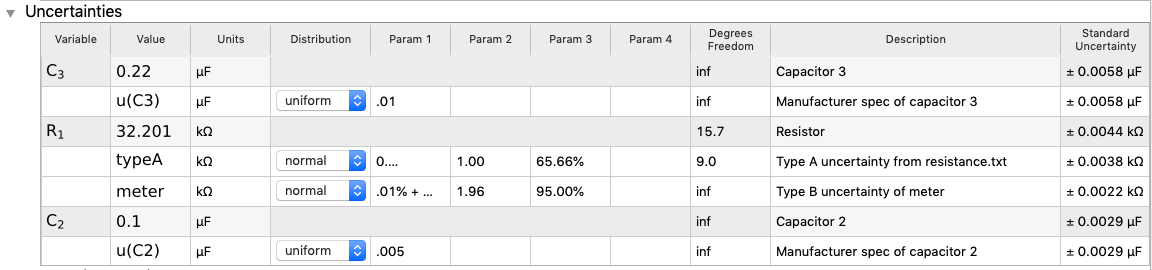 Uncertainties
Variable Value Units Distribution Param 1 Param 2 Param 3 Param 4 Degrees Freedom Description Standard Uncertainty
C3 0.22 μF inf Capacitor 3 ± 0.0058 μF
u(C3) μF uniform .01 inf Manufacturer spec of capacitor 3 ± 0.0058 μF
R1 32.201 kΩ 15.7 Resistor ± 0.0044 kΩ
typeA kΩ normal 0.... 1.00 65.66% 9.0 Type A uncertainty from resistance.txt ± 0.0038 kΩ
meter kΩ normal .01% + ... 1.96 95.00% inf Type B uncertainty of meter ± 0.0022 kΩ
C2 0.1 μF inf Capacitor 2 ± 0.0029 μF
u(C2) μF uniform .005 inf Manufacturer spec of capacitor 2 ± 0.0029 μF